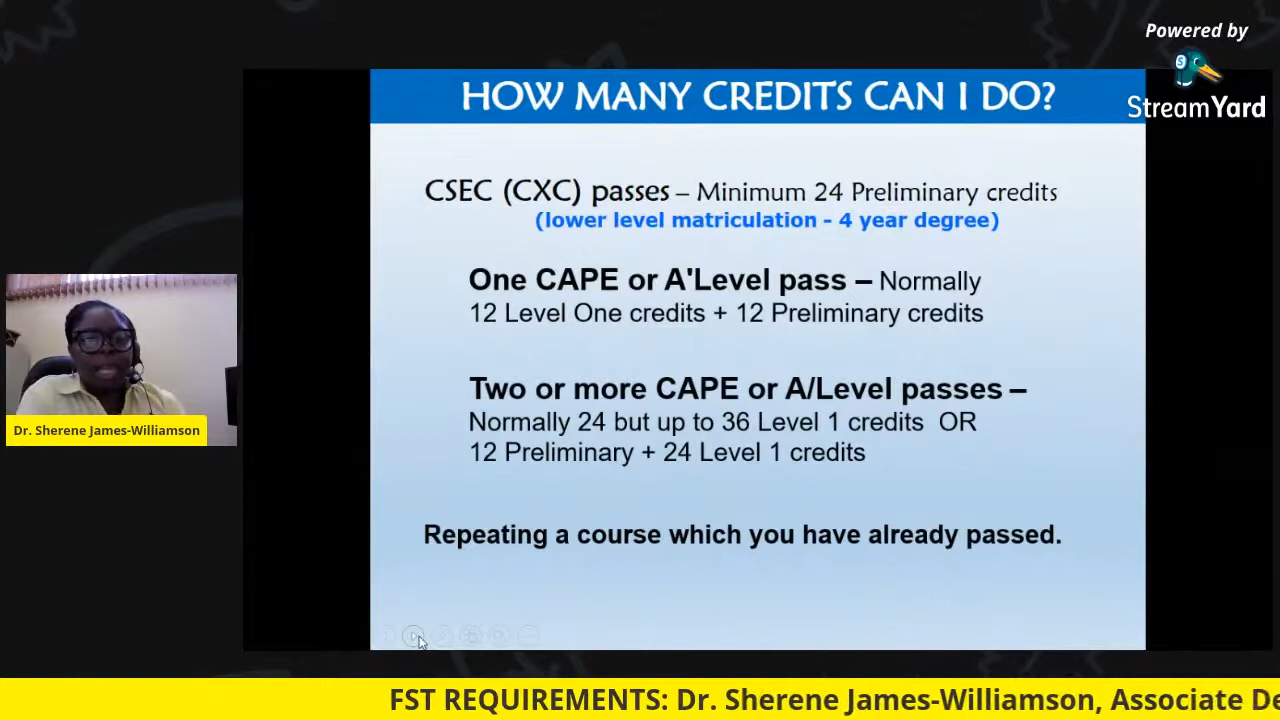 Powered by
StreamYard
HOW MANY CREDITS CAN I DO?
CSEC (CXC) passes – Minimum 24 Preliminary credits
(lower level matriculation - 4 year degree)
One CAPE or A'Level pass – Normally
12 Level One credits + 12 Preliminary credits
Two or more CAPE or A/Level passes –
Normally 24 but up to 36 Level 1 credits OR
12 Preliminary + 24 Level 1 credits
Repeating a course which you have already passed.
Dr. Sherene James-Williamson
FST REQUIREMENTS: Dr. Sherene James-Williamson, Associate De